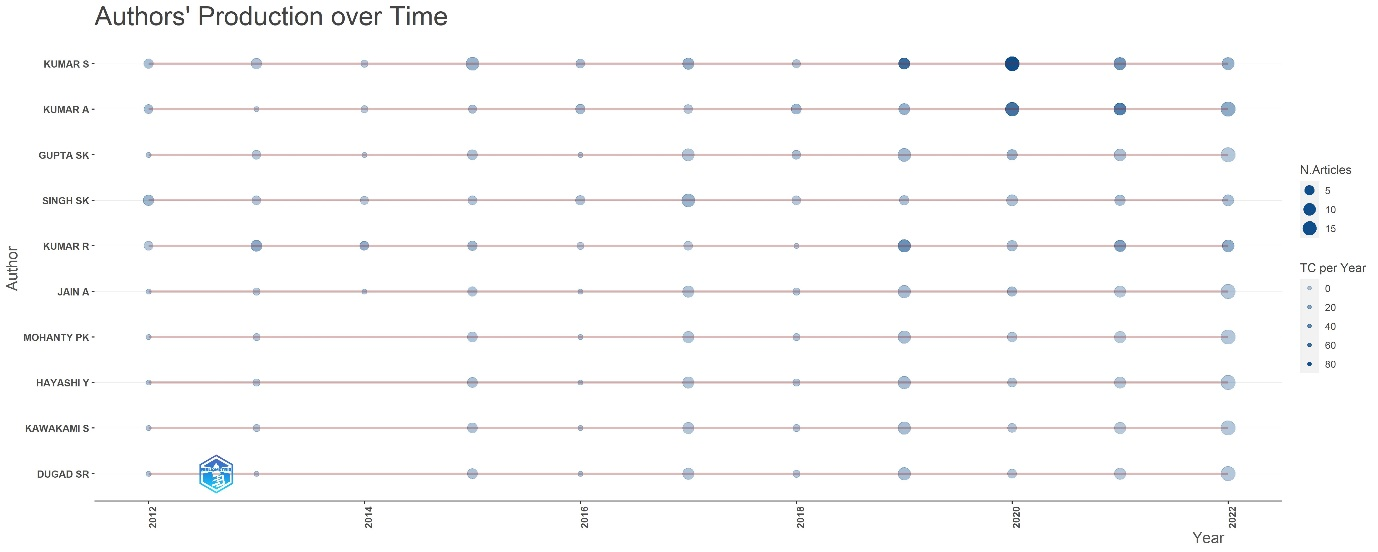 Authors' Production over Time
KUMAR S
KUMAR A
GUPTA SK
SINGH SK
KUMAR R
JAIN A
MOHANTY PK
HAYASHI Y
KAWAKAMI S
DUGAD SR
Author
2012
2014
2016
2018
2020
2022
Year
N.Articles
5
10
15
TC per Year
0
20
40
60
80
BIBLIOMETRIX